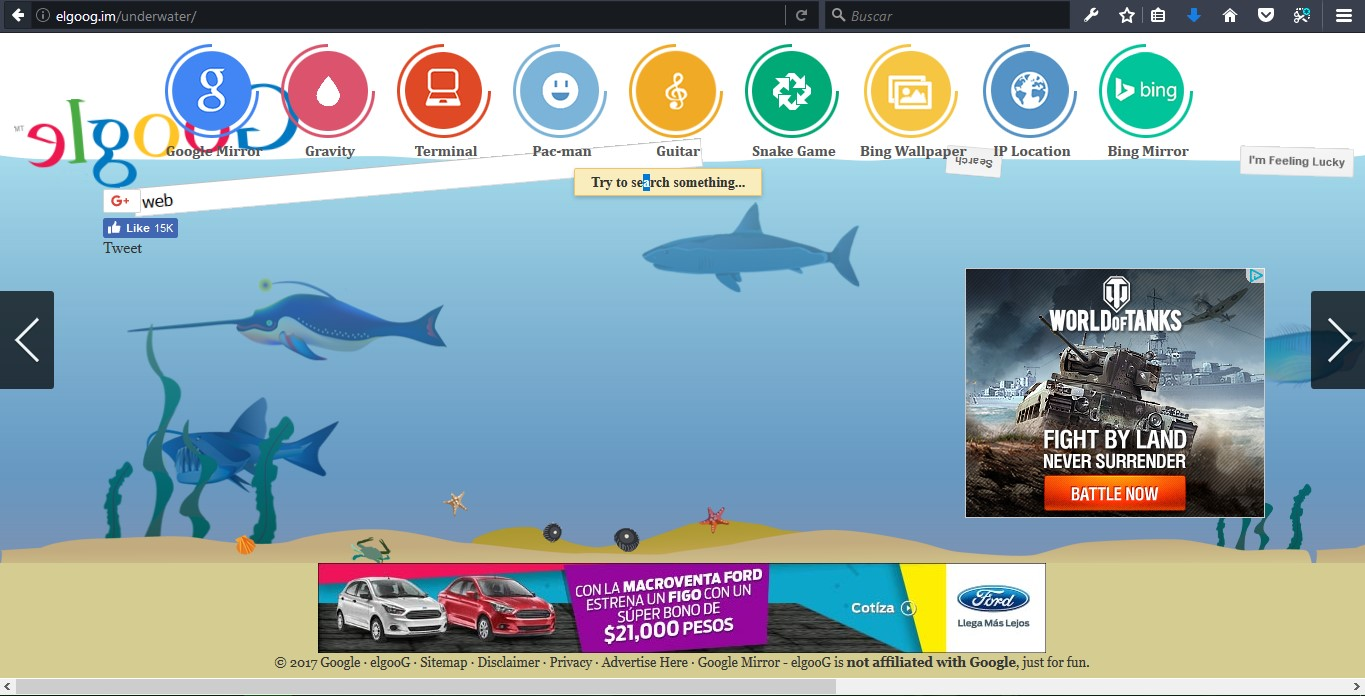 elgoog.im/underwater/
Buscar
elgooG
Google Mirror
Gravity
Terminal
Pac-man
Guitar
Snake Game
Bing Wallpaper
IP Location
Bing Mirror
g
bing
Search
I'm Feeling Lucky
G+
web
Try to search something...
Like 15K
Tweet
WORLD OF TANKS
FIGHT BY LAND
NEVER SURRENDER
BATTLE NOW
CON LA MACROVENTA FORD
ESTRENA UN FIGO CON UN
SÚPER BONO DE
$21,000 PESOS
Cotíza
Ford
Llega Más Lejos
© 2017 Google · elgooG · Sitemap · Disclaimer · Privacy · Advertise Here · Google Mirror - elgooG is not affiliated with Google, just for fun.